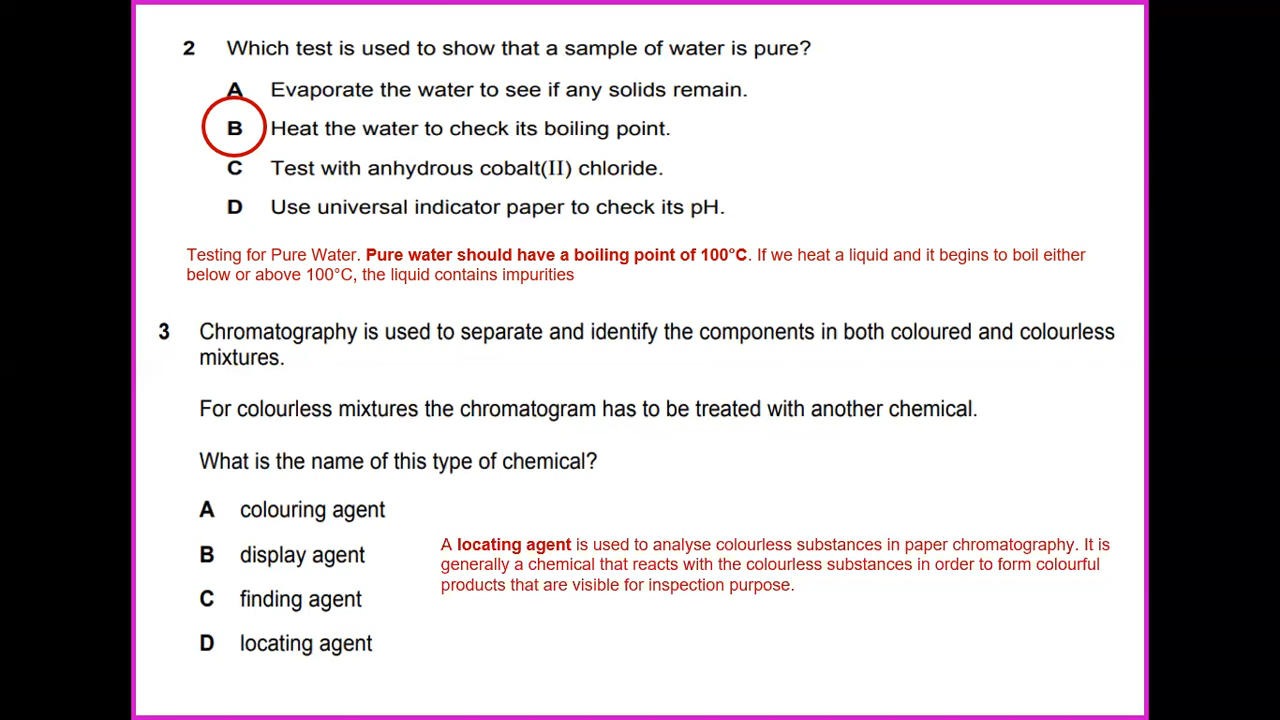 2 Which test is used to show that a sample of water is pure?
A Evaporate the water to see if any solids remain.
B Heat the water to check its boiling point.
C Test with anhydrous cobalt(II) chloride.
D Use universal indicator paper to check its pH.
Testing for Pure Water. Pure water should have a boiling point of 100°C. If we heat a liquid and it begins to boil either
below or above 100°C, the liquid contains impurities
3 Chromatography is used to separate and identify the components in both coloured and colourless
mixtures.
For colourless mixtures the chromatogram has to be treated with another chemical.
What is the name of this type of chemical?
A colouring agent
B display agent
C finding agent
D locating agent
A locating agent is used to analyse colourless substances in paper chromatography. It is
generally a chemical that reacts with the colourless substances in order to form colourful
products that are visible for inspection purpose.